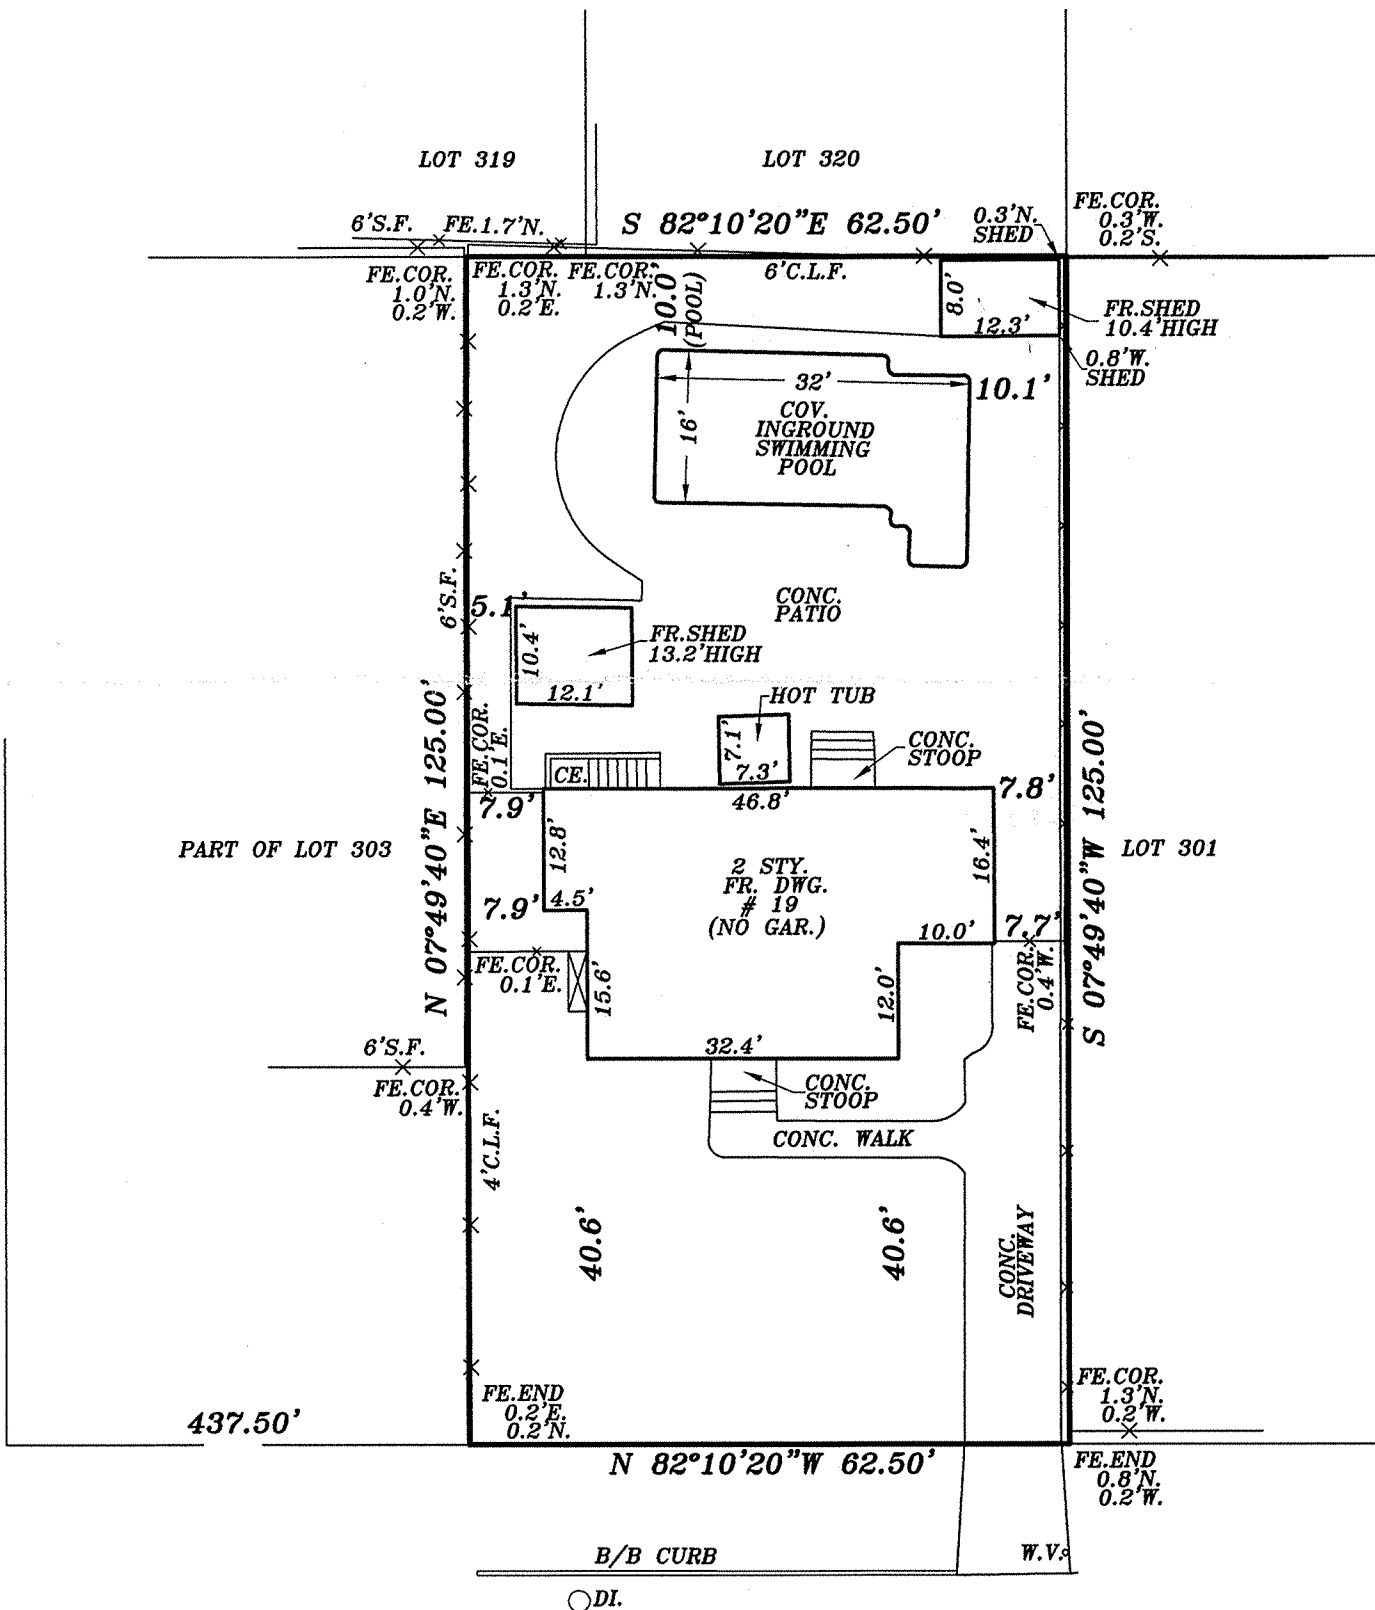 LOT 319
LOT 320
6'S.F.
FE.1.7'N.
S 82°10'20"E 62.50'
0.3'N.
SHED
FE.COR.
0.3'W.
0.2'S.
FE.COR.
1.0'N.
0.2'W.
FE.COR.
1.3'N.
0.2'E.
FE.COR.
1.3'N.
10.0'
(POOL)
6'C.L.F.
8.0'
12.3'
FR.SHED
10.4'HIGH
0.8'W.
SHED
32'
16'
10.1'
COV.
INGROUND
SWIMMING
POOL
6'S.F.
5.1'
CONC.
PATIO
10.4'
12.1'
FR.SHED
13.2'HIGH
HOT TUB
7.1'
7.3'
CONC.
STOOP
FE.COR.
0.1'E.
CE.
7.9'
46.8'
7.8'
N 07°49'40"E 125.00'
S 07°49'40"W 125.00'
PART OF LOT 303
LOT 301
12.8'
16.4'
2 STY.
FR. DWG.
# 19
(NO GAR.)
7.9'
4.5'
10.0'
7.7'
FE.COR.
0.1'E.
15.6'
12.0'
FE.COR.
0.4'W.
32.4'
6'S.F.
FE.COR.
0.4'W.
CONC.
STOOP
4'C.L.F.
CONC. WALK
40.6'
40.6'
CONC.
DRIVEWAY
FE.END
0.2'E.
0.2'N.
FE.COR.
1.3'N.
0.2'W.
437.50'
N 82°10'20"W 62.50'
FE.END
0.8'N.
0.2'W.
B/B CURB
W.V.
DI.